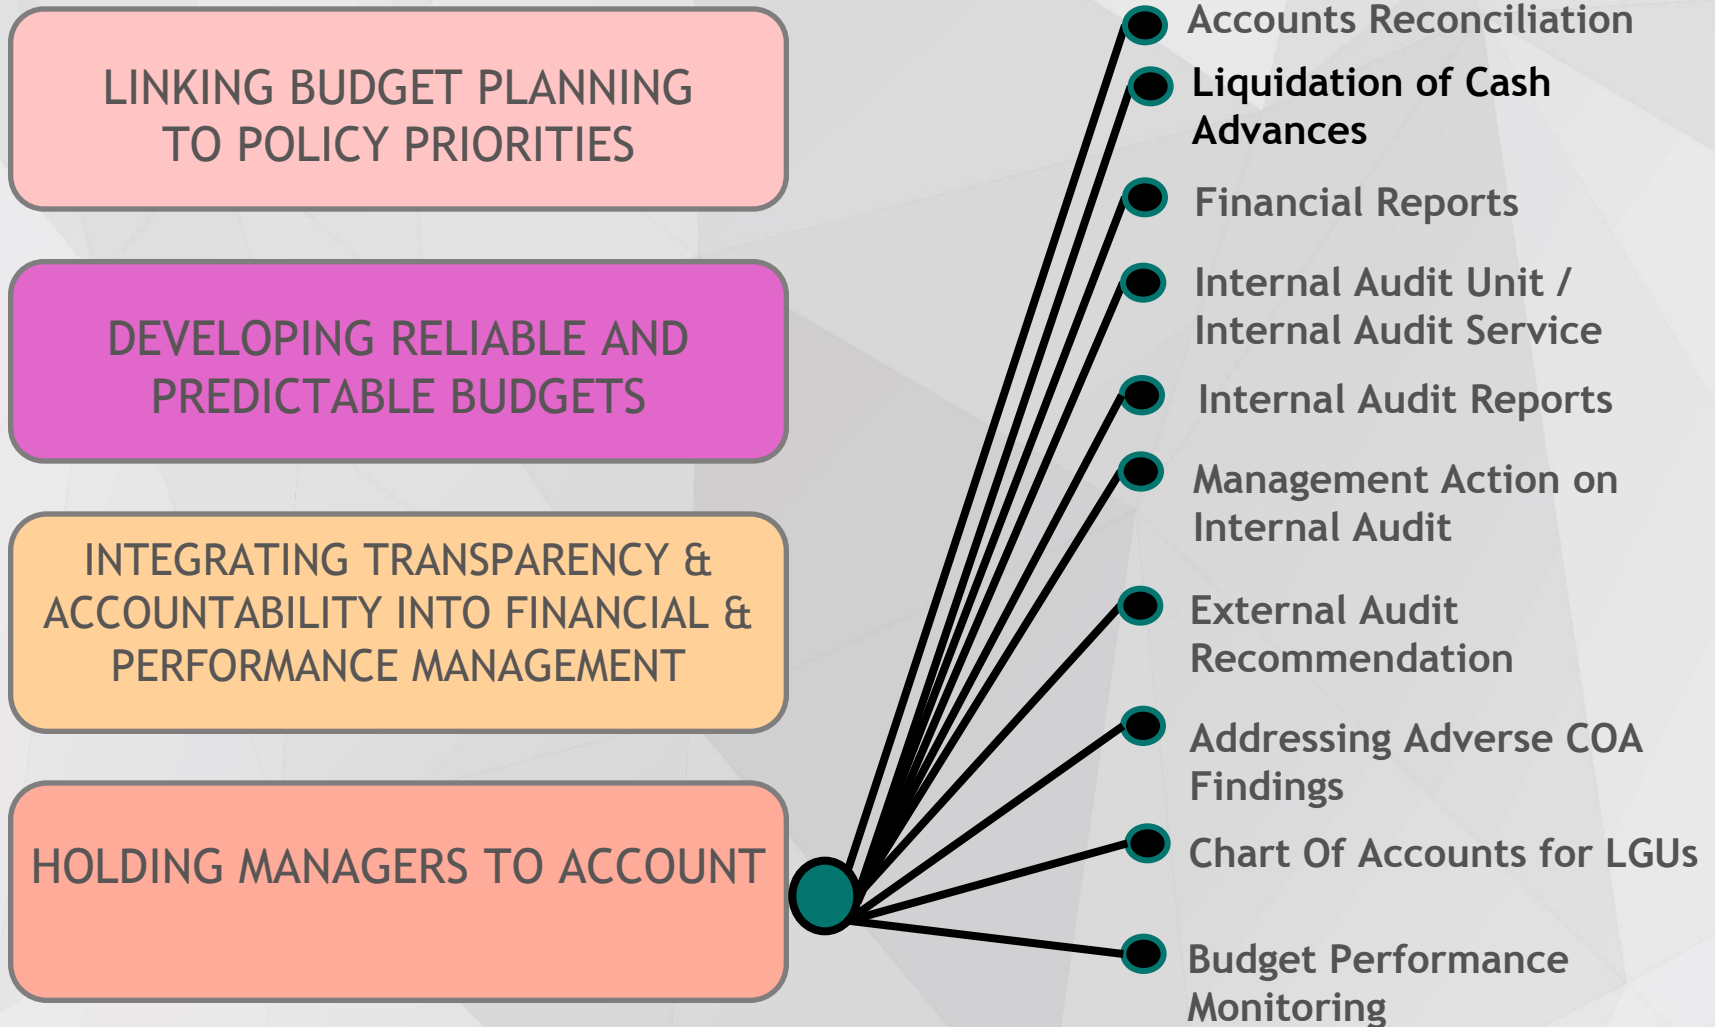 LINKING BUDGET PLANNING
TO POLICY PRIORITIES
DEVELOPING RELIABLE AND
PREDICTABLE BUDGETS
INTEGRATING TRANSPARENCY &
ACCOUNTABILITY INTO FINANCIAL &
PERFORMANCE MANAGEMENT
HOLDING MANAGERS TO ACCOUNT
Accounts Reconciliation
Liquidation of Cash
Advances
Financial Reports
Internal Audit Unit /
Internal Audit Service
Internal Audit Reports
Management Action on
Internal Audit
External Audit
Recommendation
Addressing Adverse COA
Findings
Chart Of Accounts for LGUs
Budget Performance
Monitoring